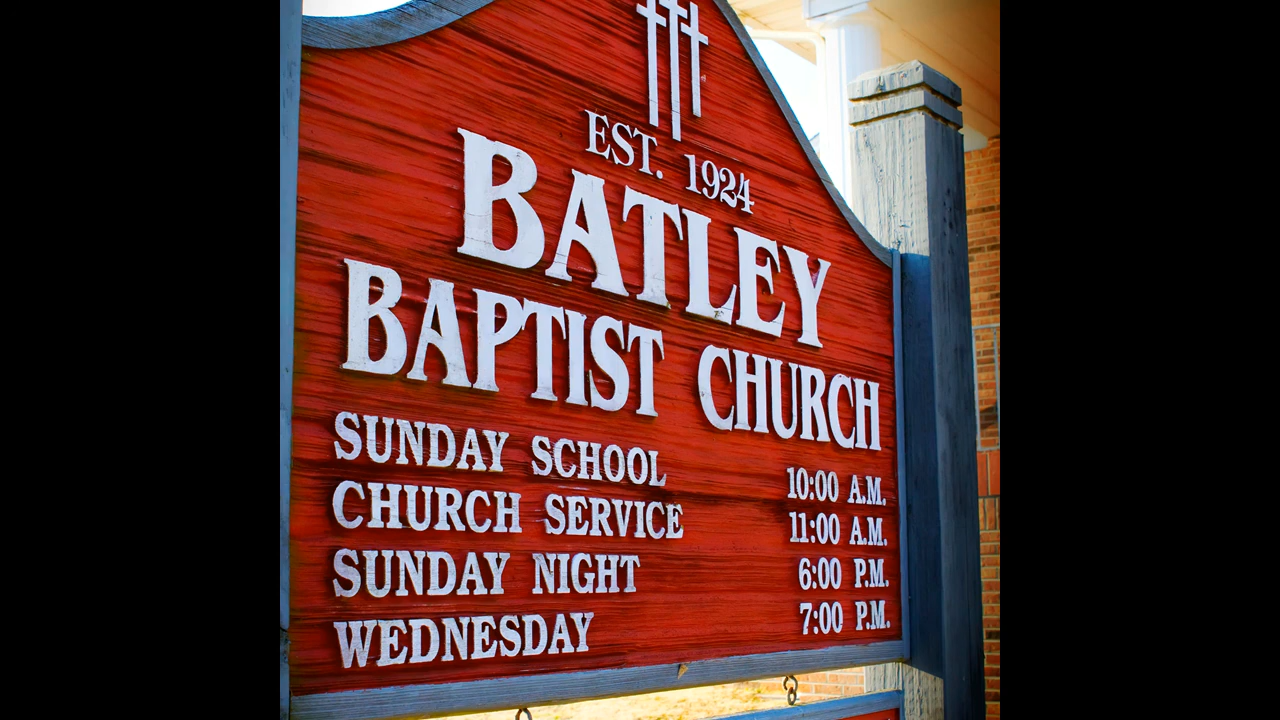 EST. 1924
BATLEY
BAPTIST CHURCH
SUNDAY SCHOOL 10:00 A.M.
CHURCH SERVICE 11:00 A.M.
SUNDAY NIGHT 6:00 P.M.
WEDNESDAY 7:00 P.M.